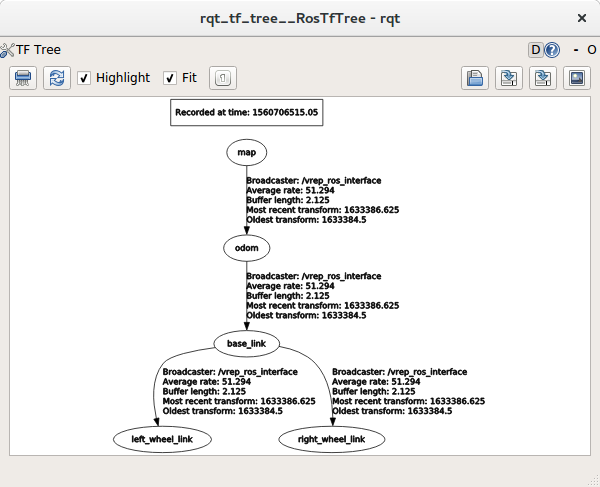 rqt_tf_tree__RosTfTree - rqt
TF Tree
D
?
-
O
Highlight
Fit
Recorded at time: 1560706515.05
map
Broadcaster: /vrep_ros_interface
Average rate: 51.294
Buffer length: 2.125
Most recent transform: 1633386.625
Oldest transform: 1633384.5
odom
Broadcaster: /vrep_ros_interface
Average rate: 51.294
Buffer length: 2.125
Most recent transform: 1633386.625
Oldest transform: 1633384.5
base_link
Broadcaster: /vrep_ros_interface
Average rate: 51.294
Buffer length: 2.125
Most recent transform: 1633386.625
Oldest transform: 1633384.5
Broadcaster: /vrep_ros_interface
Average rate: 51.294
Buffer length: 2.125
Most recent transform: 1633386.625
Oldest transform: 1633384.5
left_wheel_link
right_wheel_link